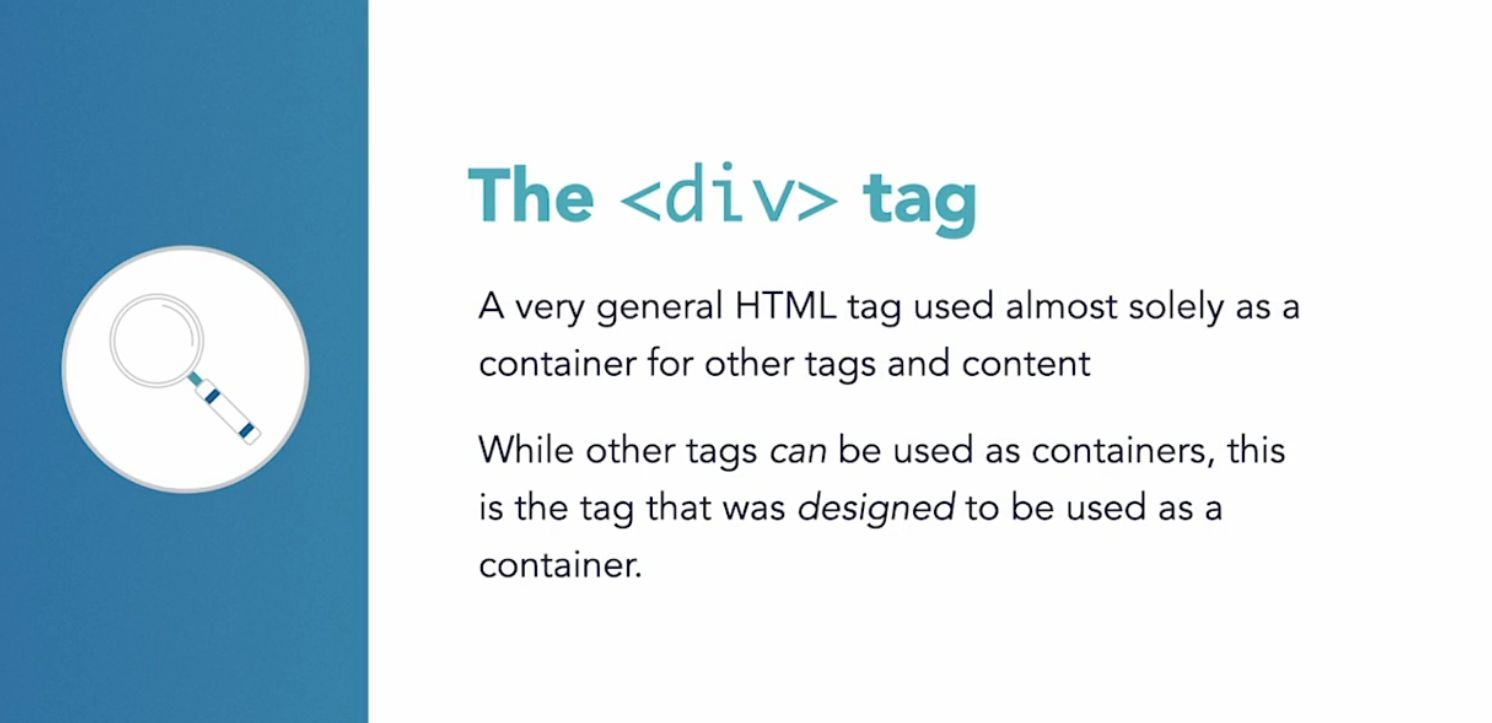 The <div> tag
A very general HTML tag used almost solely as a
container for other tags and content
While other tags can be used as containers, this
is the tag that was designed to be used as a
container.